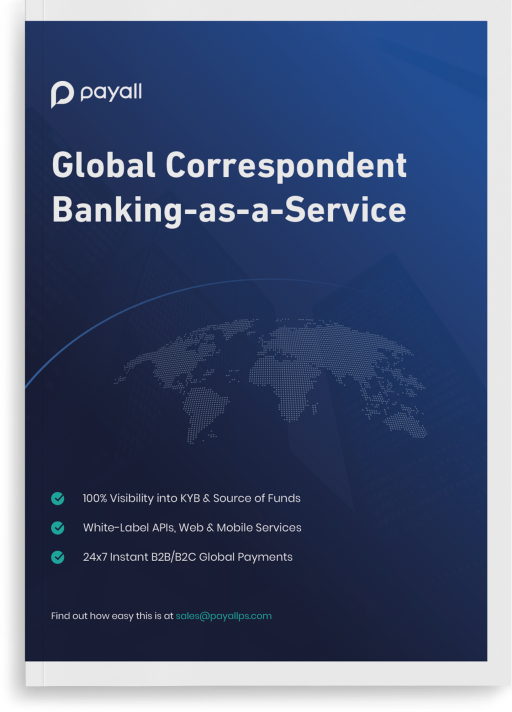 payall
Global Correspondent
Banking-as-a-Service
100% Visibility into KYB & Source of Funds
White-Label APIs, Web & Mobile Services
24x7 Instant B2B/B2C Global Payments
Find out how easy this is at sales@payallps.com